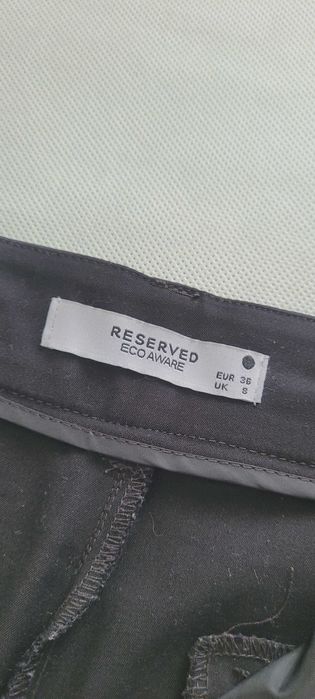 RESERVED
ECO AWARE
EUR 36
UK 8